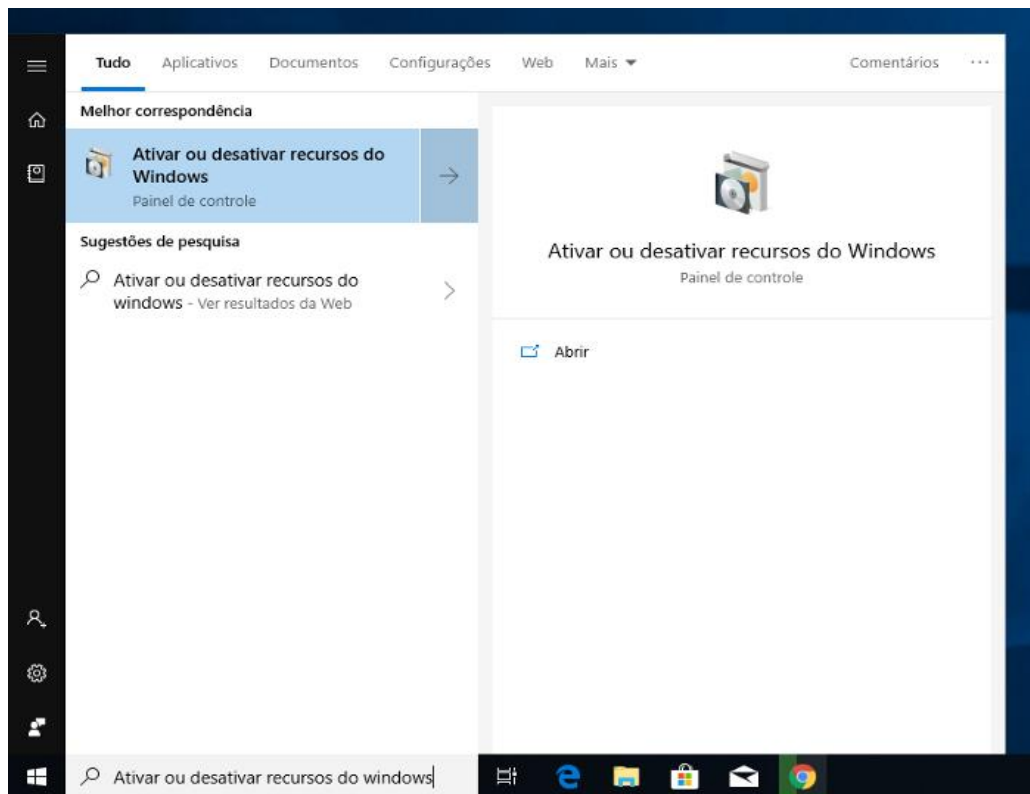 Tudo Aplicativos Documentos Configurações Web Mais Comentários ...
Melhor correspondência
Ativar ou desativar recursos do
Windows
Painel de controle
Sugestões de pesquisa
Ativar ou desativar recursos do
windows - Ver resultados da Web
Ativar ou desativar recursos do Windows
Painel de controle
Abrir
Ativar ou desativar recursos do windows